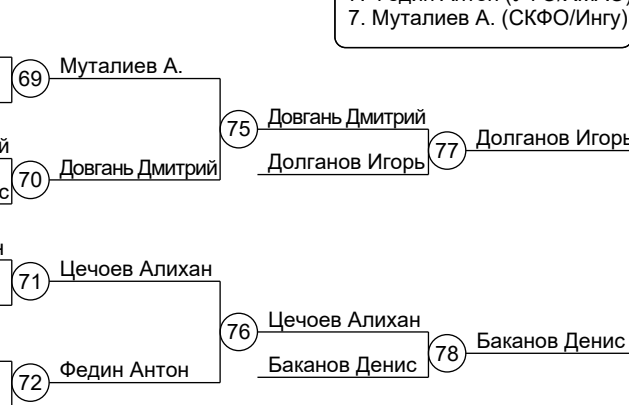 7. Муталиев А. (СКФО/Ингу)
69 Муталиев А.
75 Довгань Дмитрий
Долганов Игорь
77 Долганов Игорь
70 Довгань Дмитрий
71 Цечоев Алихан
76 Цечоев Алихан
Баканов Денис
78 Баканов Денис
72 Федин Антон